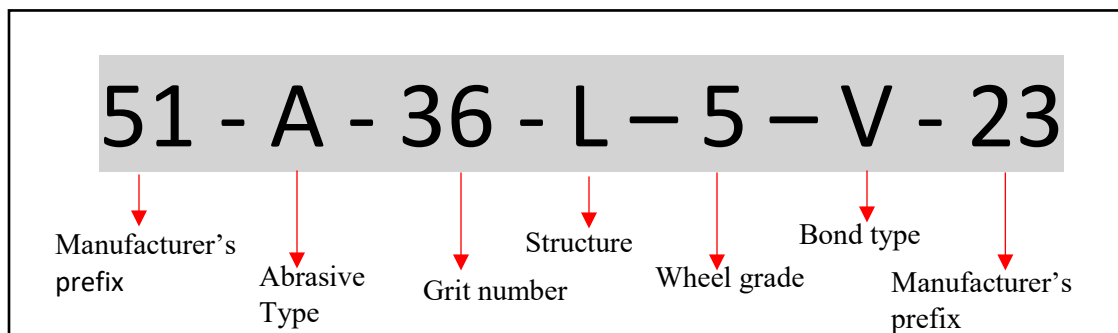 51 - A - 36 - L – 5 – V - 23
Manufacturer's
prefix
Abrasive
Type
Grit number
Structure
Wheel grade
Bond type
Manufacturer's
prefix